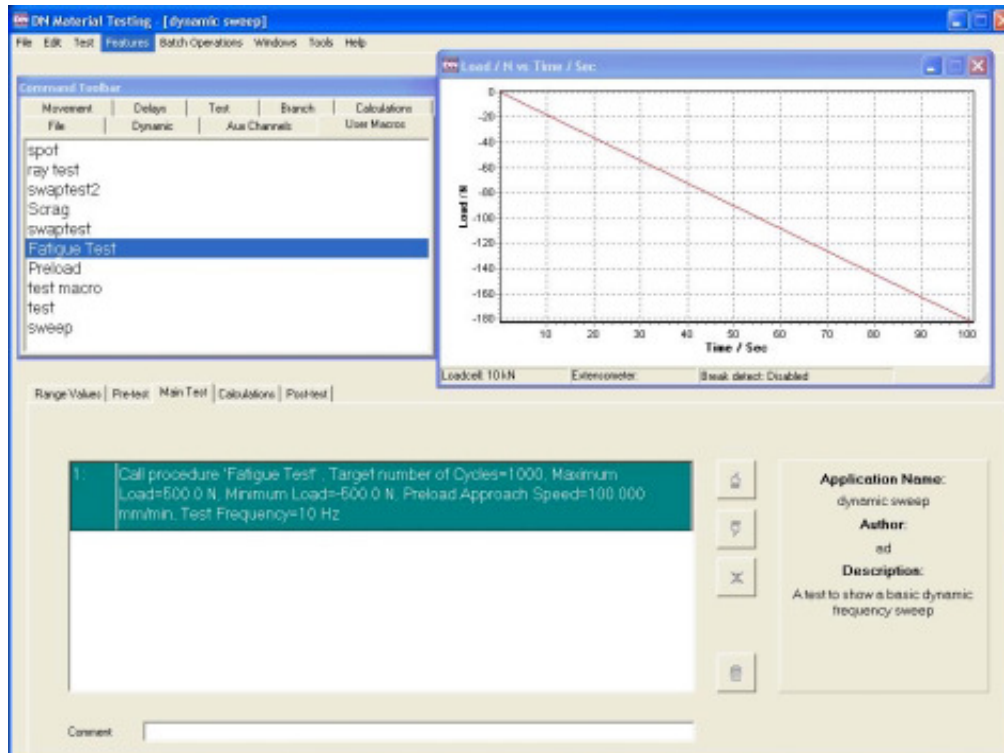 DN Material Testing - [dynamic sweep]
File Edit Test Features Batch Operations Windows Tools Help
Command Toolbar
Movement Delays Test Branch Calculations
File Dynamic Aux Channels User Macros
spot
ray test
swaptest2
Scrag
swaptest
Fatigue Test
Preload
test macro
test
sweep
DN Load / N vs Time / Sec
0
-20
-40
-60
-80
-100
-120
-140
-160
-180
Load / N
10 20 30 40 50 60 70 80 90 100
Time / Sec
Loadcell: 10 kN Extensometer: Break detect: Disabled
Range Values Pre-test Main Test Calculations Post-test
1: Call procedure 'Fatigue Test' . Target number of Cycles=1000, Maximum
Load=500.0 N, Minimum Load=-500.0 N, Preload Approach Speed=100.000
mm/min, Test Frequency=10 Hz
Application Name:
dynamic sweep
Author:
ad
Description:
A test to show a basic dynamic
frequency sweep
Comment